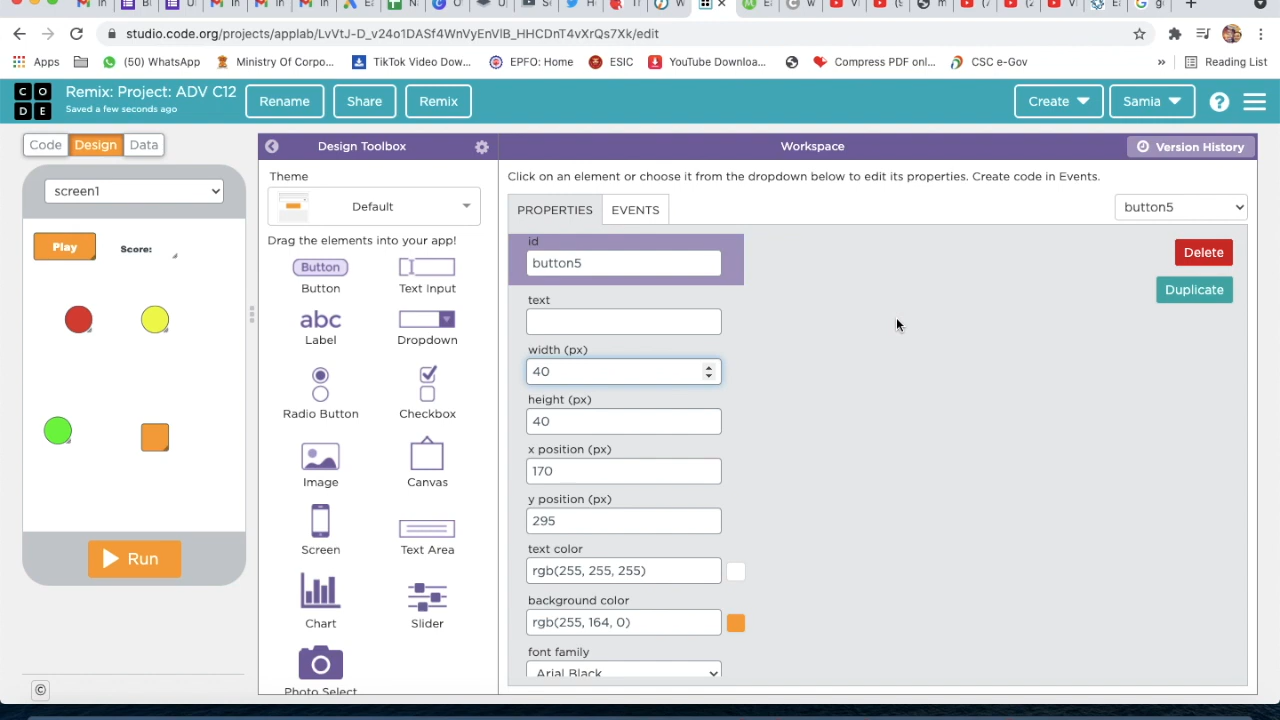 studio.code.org/projects/applab/LvVtJ-D_v24o1DASf4WnVyEnVlB_HHCDnT4vXrQs7Xk/edit
Apps
(50) WhatsApp
Ministry Of Corpo...
TikTok Video Dow...
EPFO: Home
ESIC
YouTube Downloa...
Compress PDF onl...
CSC e-Gov
»
Reading List
CODE
Remix: Project: ADV C12
Saved a few seconds ago
Rename
Share
Remix
Create
Samia
?
Code
Design
Data
Design Toolbox
Workspace
Version History
screen1
Theme
Default
Click on an element or choose it from the dropdown below to edit its properties. Create code in Events.
PROPERTIES
EVENTS
button5
Play
Score:
Drag the elements into your app!
Button
Button
Text Input
abc
Label
Dropdown
Radio Button
Checkbox
Image
Canvas
Screen
Text Area
Chart
Slider
Photo Select
id
button5
Delete
Duplicate
text
width (px)
40
height (px)
40
x position (px)
170
y position (px)
295
text color
rgb(255, 255, 255)
background color
rgb(255, 164, 0)
font family
Arial Black
Run
©